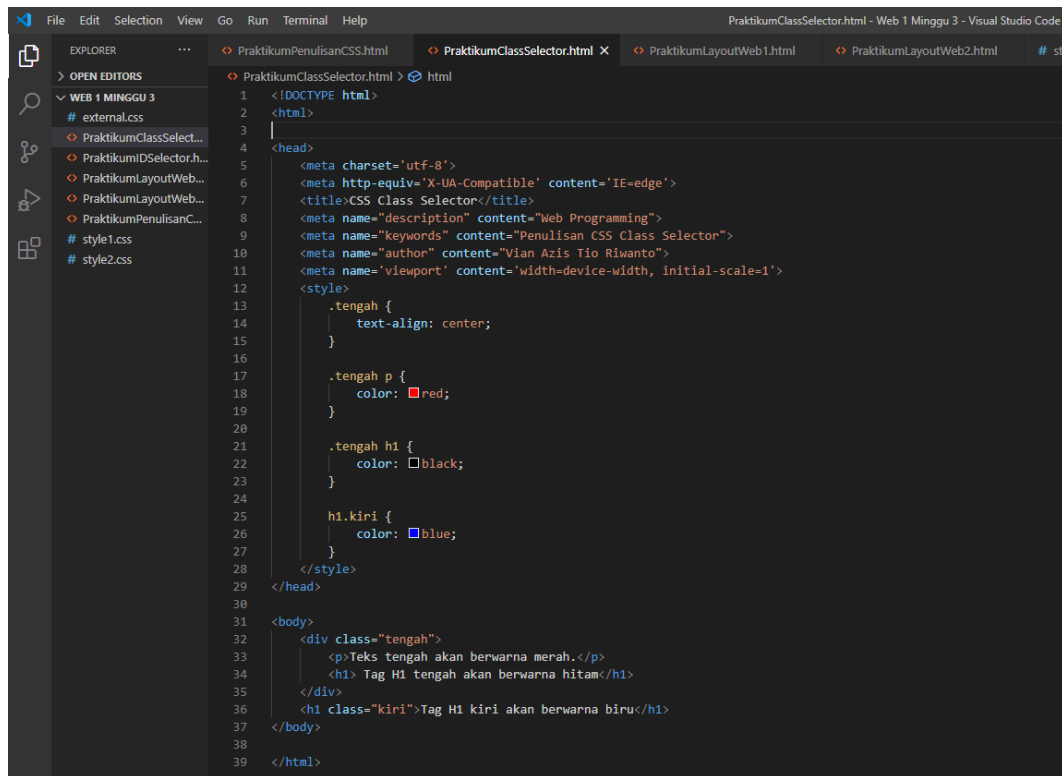 File Edit Selection View Go Run Terminal Help PraktikumClassSelector.html - Web 1 Minggu 3 - Visual Studio Code
EXPLORER ...
PraktikumPenulisanCSS.html PraktikumClassSelector.html PraktikumLayoutWeb1.html PraktikumLayoutWeb2.html # st
OPEN EDITORS
WEB 1 MINGGU 3
# external.css
PraktikumClassSelect...
PraktikumIDSelector.h...
PraktikumLayoutWeb...
PraktikumLayoutWeb...
PraktikumPenulisanC...
# style1.css
# style2.css
PraktikumClassSelector.html > html
1 <!DOCTYPE html>
2 <html>
3
4 <head>
5 <meta charset='utf-8'>
6 <meta http-equiv='X-UA-Compatible' content='IE=edge'>
7 <title>CSS Class Selector</title>
8 <meta name="description" content="Web Programming">
9 <meta name="keywords" content="Penulisan CSS Class Selector">
10 <meta name="author" content="Vian Azis Tio Riwanto">
11 <meta name='viewport' content='width=device-width, initial-scale=1'>
12 <style>
13 .tengah {
14 text-align: center;
15 }
16
17 .tengah p {
18 color: red;
19 }
20
21 .tengah h1 {
22 color: black;
23 }
24
25 h1.kiri {
26 color: blue;
27 }
28 </style>
29 </head>
30
31 <body>
32 <div class="tengah">
33 <p>Teks tengah akan berwarna merah.</p>
34 <h1> Tag H1 tengah akan berwarna hitam</h1>
35 </div>
36 <h1 class="kiri">Tag H1 kiri akan berwarna biru</h1>
37 </body>
38
39 </html>